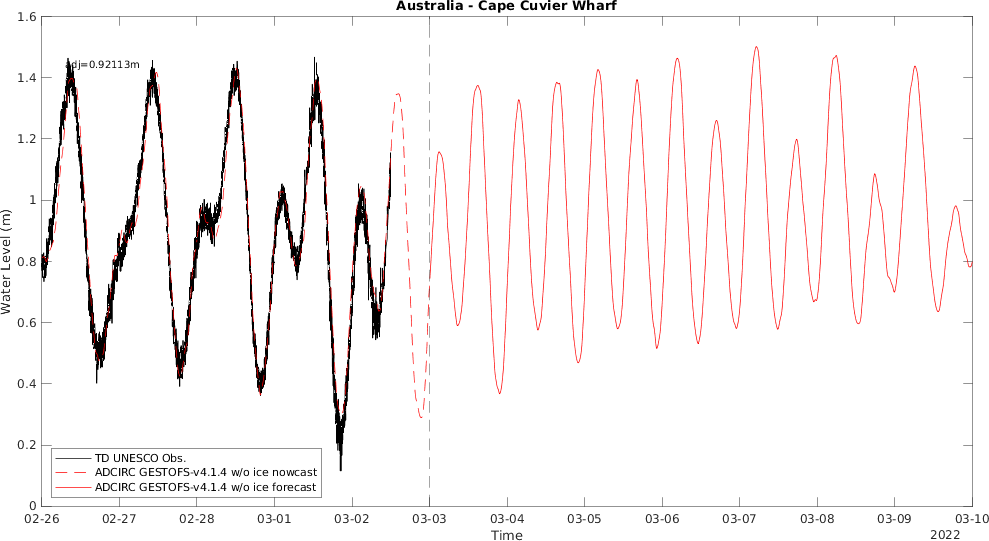 Australia - Cape Cuvier Wharf
1.6
1.4
1.2
1
0.8
0.6
0.4
0.2
0
Water Level (m)
dj=0.92113m
TD UNESCO Obs.
ADCIRC GESTOFS-v4.1.4 w/o ice nowcast
ADCIRC GESTOFS-v4.1.4 w/o ice forecast
02-26 02-27 02-28 03-01 03-02 03-03 03-04 03-05 03-06 03-07 03-08 03-09 03-10
Time
2022